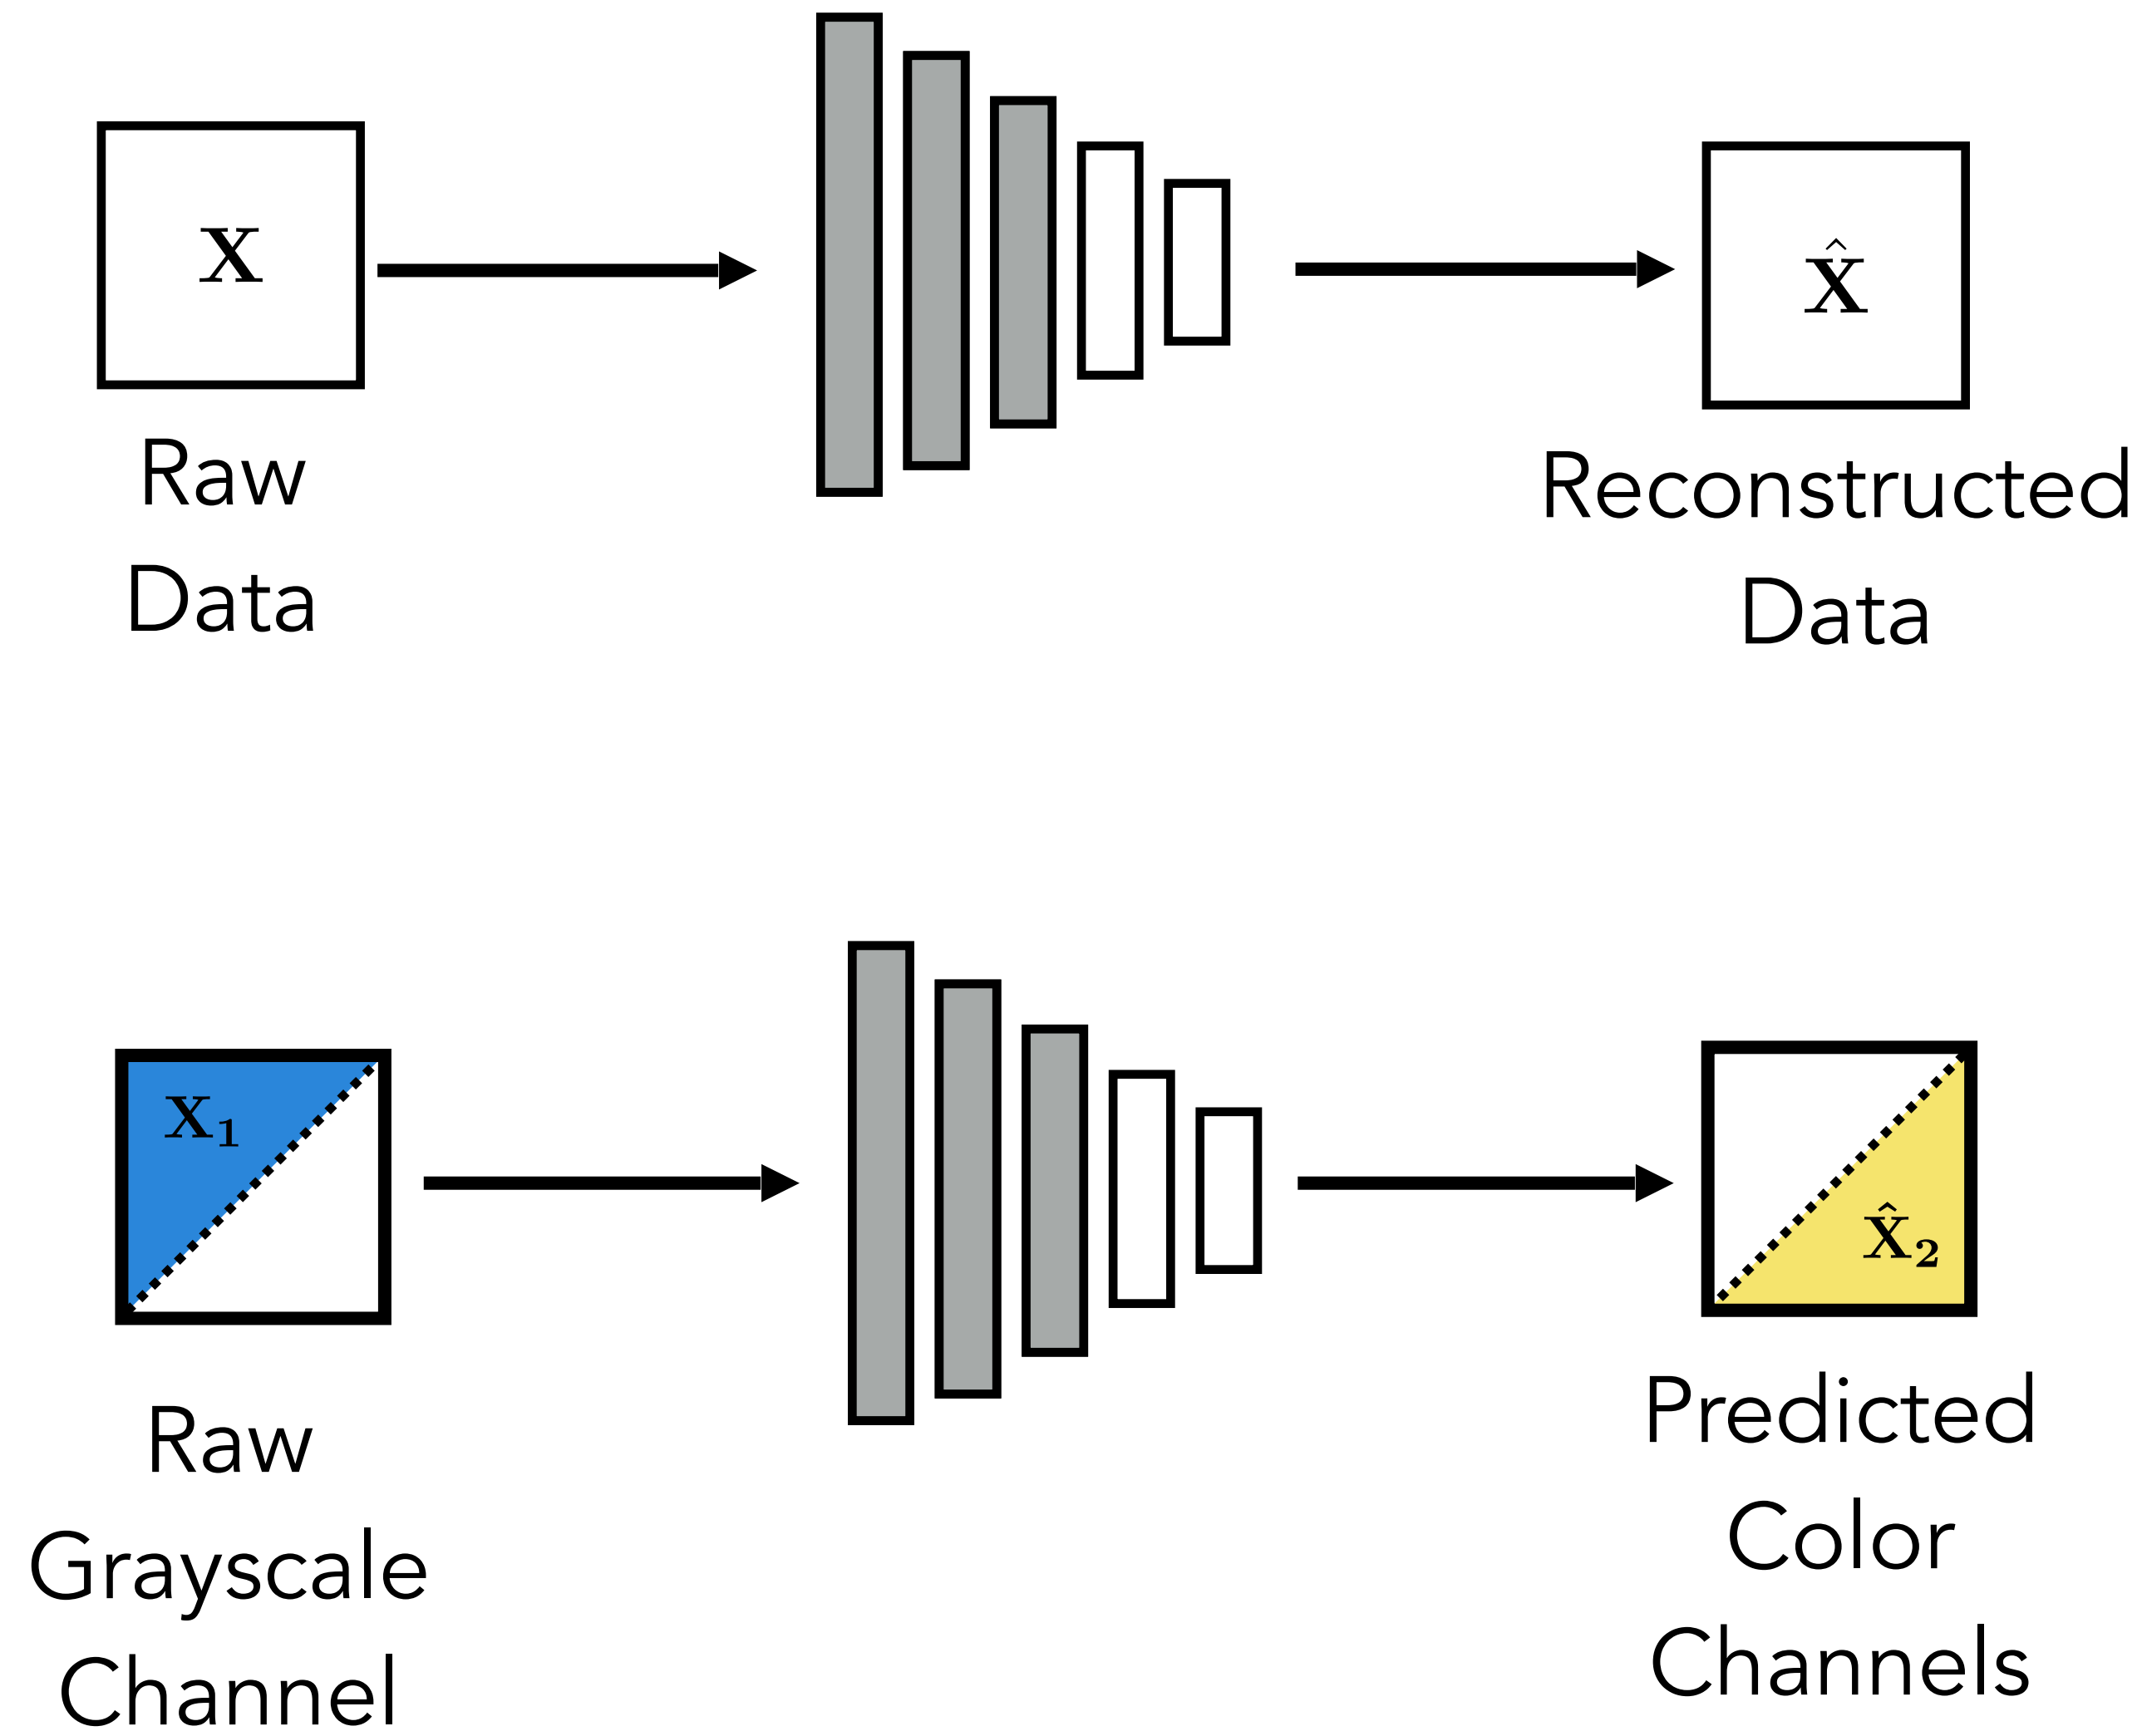 x
Raw
Data
x̂
Reconstructed
Data
x₁
Raw
Grayscale
Channel
x̂₂
Predicted
Color
Channels